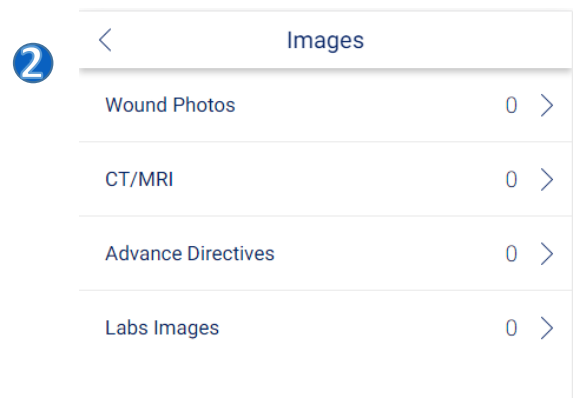 2
Images
Wound Photos 0
CT/MRI 0
Advance Directives 0
Labs Images 0